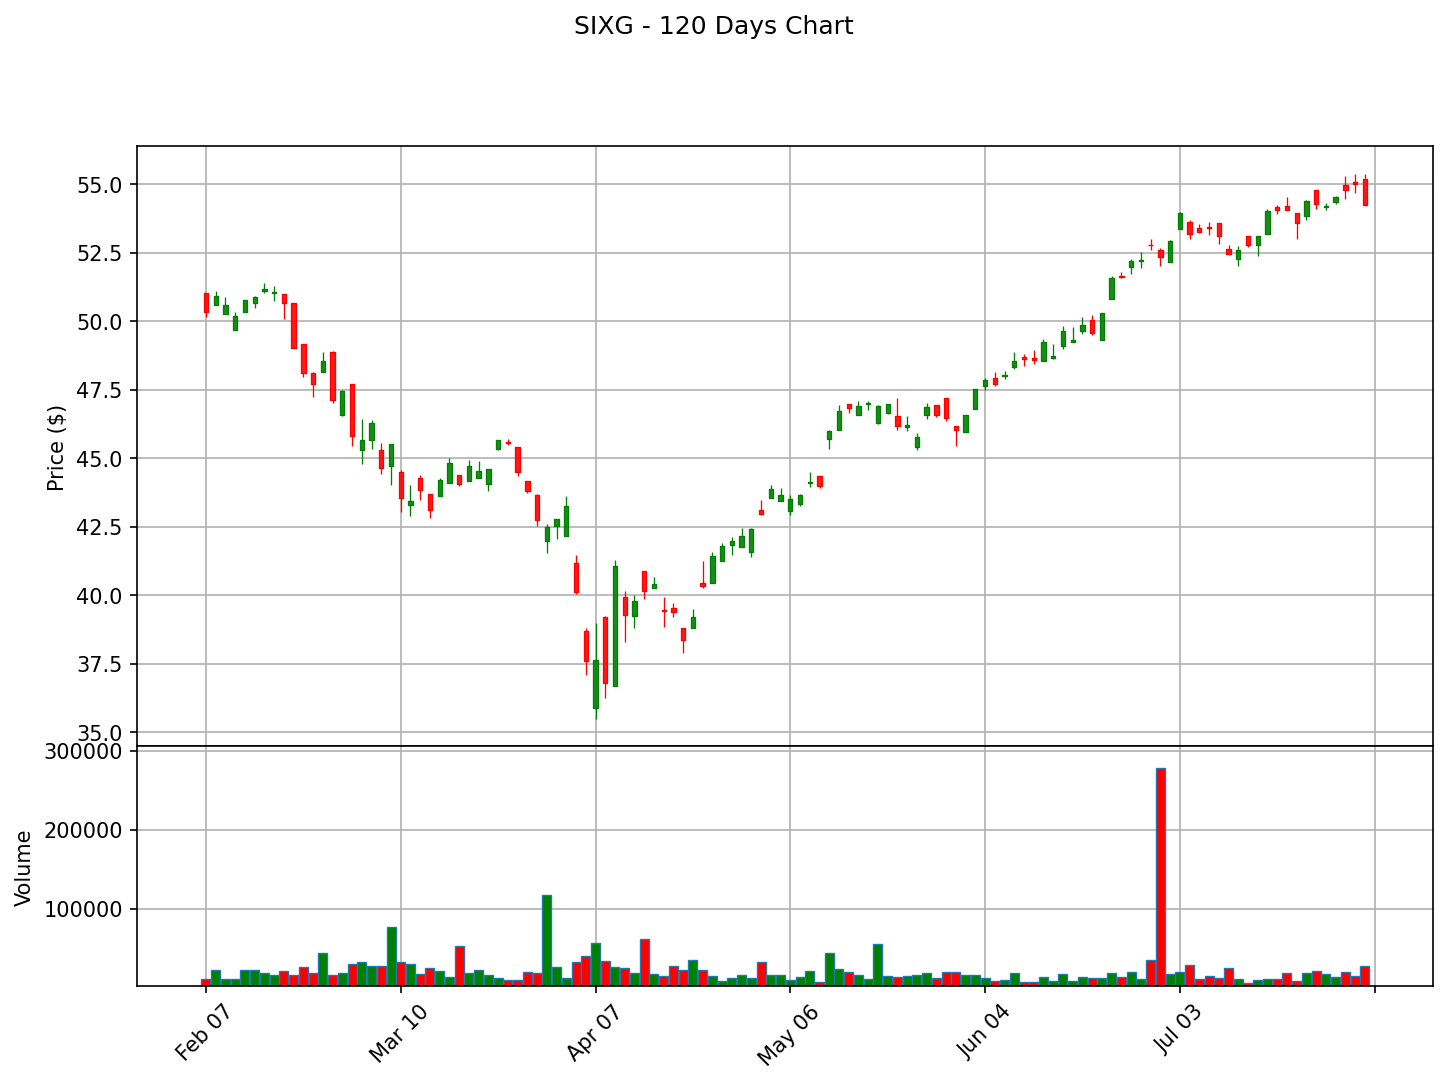 SIXG - 120 Days Chart
Price ($)
55.0
52.5
50.0
47.5
45.0
42.5
40.0
37.5
35.0
Volume
300000
200000
100000
Feb 07
Mar 10
Apr 07
May 06
Jun 04
Jul 03